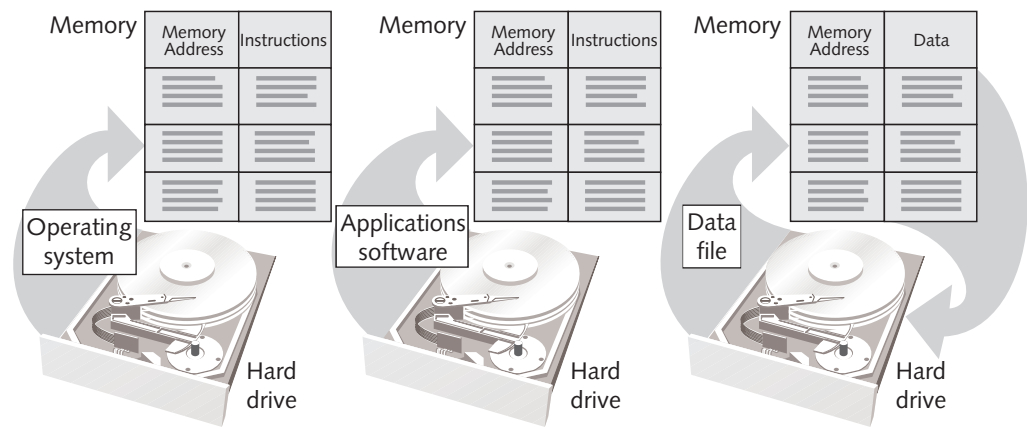 Memory
Memory
Address
Instructions
Operating
system
Hard
drive
Memory
Memory
Address
Instructions
Applications
software
Hard
drive
Memory
Memory
Address
Data
Data
file
Hard
drive